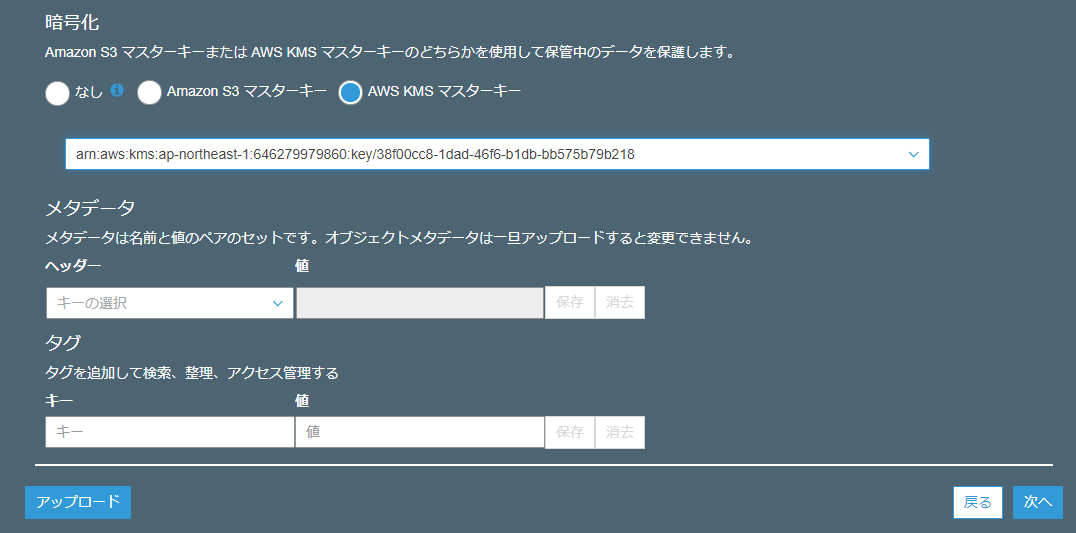 暗号化
Amazon S3 マスターキーまたは AWS KMS マスターキーのどちらかを使用して保管中のデータを保護します。
なし Amazon S3 マスターキー AWS KMS マスターキー
arn:aws:kms:ap-northeast-1:646279979860:key/38f00cc8-1dad-46f6-b1db-bb575b79b218
メタデータ
メタデータは名前と値のペアのセットです。オブジェクトメタデータは一旦アップロードすると変更できません。
ヘッダー 値
キーの選択 保存 消去
タグ
タグを追加して検索、整理、アクセス管理する
キー 値
キー 値 保存 消去
アップロード 戻る 次へ